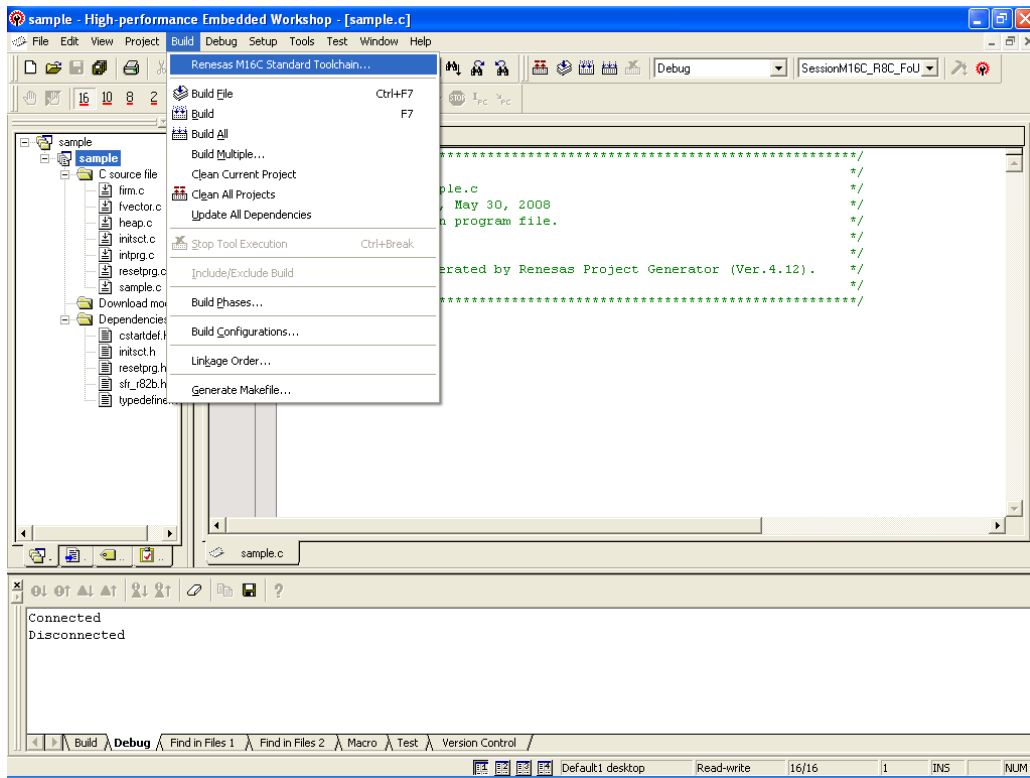 sample - High-performance Embedded Workshop - [sample.c]
File Edit View Project Build Debug Setup Tools Test Window Help
Debug
SessionM16C_R8C_FoU
16 10 8 2
Renesas M16C Standard Toolchain...
Build File Ctrl+F7
Build F7
Build All
Build Multiple...
Clean Current Project
Clean All Projects
Update All Dependencies
Stop Tool Execution Ctrl+Break
Include/Exclude Build
Build Phases...
Build Configurations...
Linkage Order...
Generate Makefile...
sample
sample
C source file
firm.c
fvector.c
heap.c
initsct.c
intprg.c
resetprg.c
sample.c
Download mo
Dependencies
cstartdef.h
initsct.h
resetprg.h
sfr_r82b.h
typedefine.
***************************************************/
*/
ple.c */
, May 30, 2008 */
n program file. */
*/
*/
erated by Renesas Project Generator (Ver.4.12). */
*/
***************************************************/
sample.c
Connected
Disconnected
Build Debug Find in Files 1 Find in Files 2 Macro Test Version Control
Default1 desktop Read-write 16/16 1 INS NUM